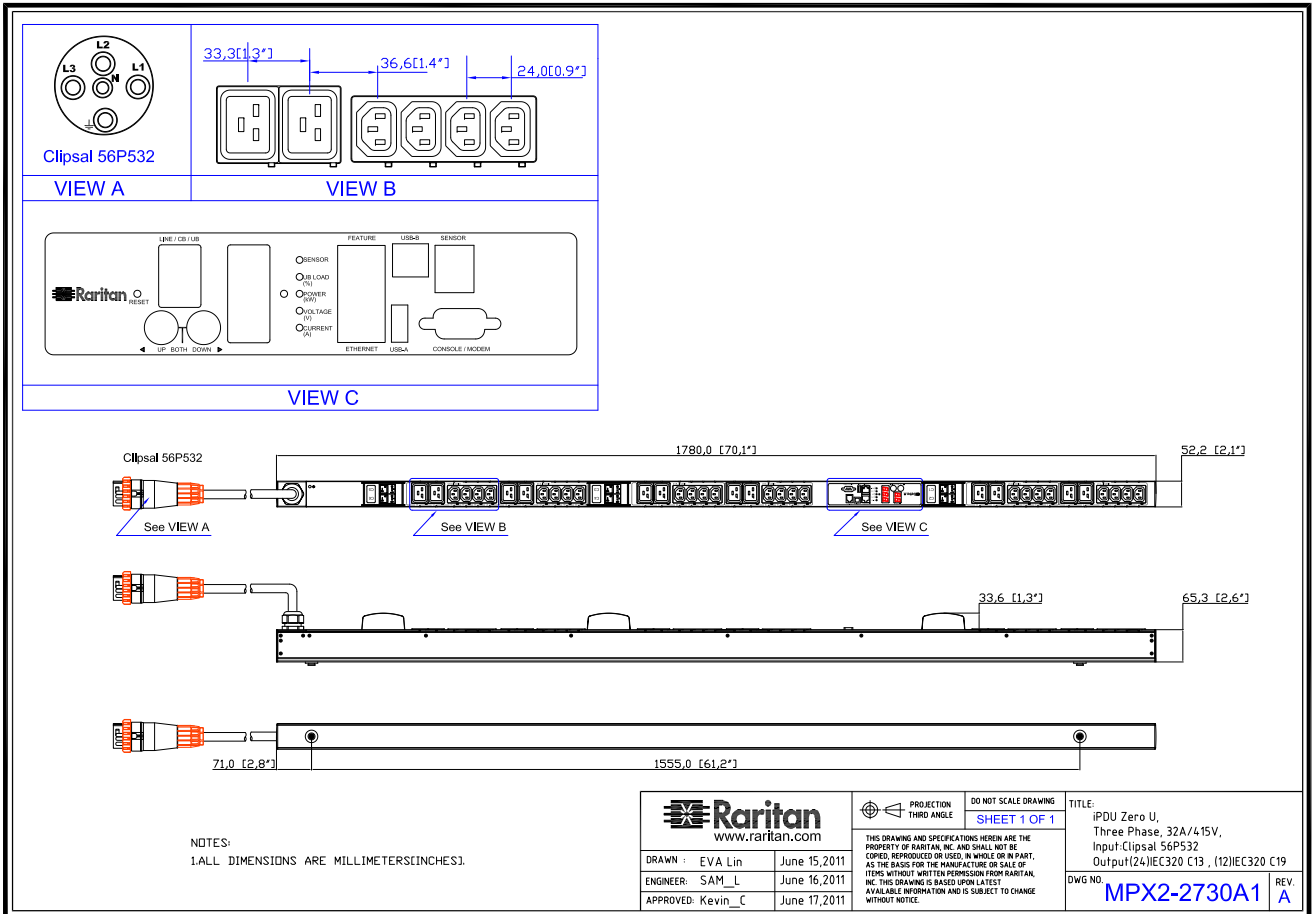 L2
L3
L1
N
Clipsal 56P532
VIEW A
33,3[1.3"]
36,6[1.4"]
24,0[0.9"]
VIEW B
LINE / CB / UB
FEATURE
USB-B
SENSOR
Raritan
RESET
SENSOR
UB LOAD
(%)
POWER
(kW)
VOLTAGE
(V)
CURRENT
(A)
UP BOTH DOWN
ETHERNET
USB-A
CONSOLE / MODEM
VIEW C
Clipsal 56P532
1780,0 [70,1"]
52,2 [2,1"]
See VIEW A
See VIEW B
See VIEW C
33,6 [1,3"]
65,3 [2,6"]
71,0 [2,8"]
1555,0 [61,2"]
NOTES:
1.ALL DIMENSIONS ARE MILLIMETERS[INCHES].
Raritan
www.raritan.com
PROJECTION
THIRD ANGLE
DO NOT SCALE DRAWING
SHEET 1 OF 1
THIS DRAWING AND SPECIFICATIONS HEREIN ARE THE
PROPERTY OF RARITAN, INC. AND SHALL NOT BE
COPIED, REPRODUCED OR USED, IN WHOLE OR IN PART,
AS THE BASIS FOR THE MANUFACTURE OR SALE OF
ITEMS WITHOUT WRITTEN PERMISSION FROM RARITAN,
INC. THIS DRAWING IS BASED UPON LATEST
AVAILABLE INFORMATION AND IS SUBJECT TO CHANGE
WITHOUT NOTICE.
DRAWN : EVA Lin June 15,2011
ENGINEER: SAM_L June 16,2011
APPROVED: Kevin_C June 17,2011
TITLE:
iPDU Zero U,
Three Phase, 32A/415V,
Input:Clipsal 56P532
Output(24)IEC320 C13 , (12)IEC320 C19
DWG NO.
MPX2-2730A1
REV.
A